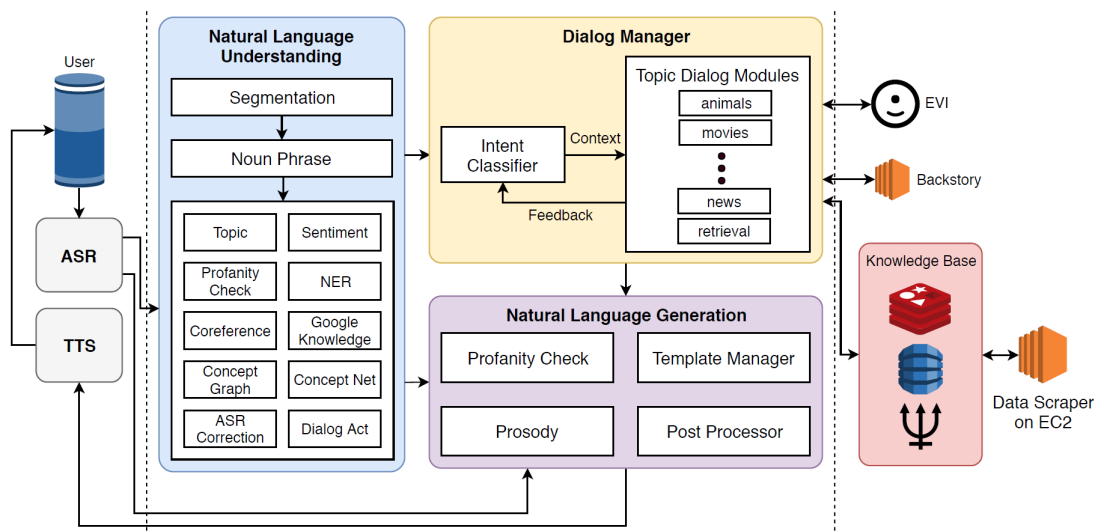 User
ASR
TTS
Natural Language
Understanding
Segmentation
Noun Phrase
Topic
Sentiment
Profanity
Check
NER
Coreference
Google
Knowledge
Concept
Graph
Concept Net
ASR
Correction
Dialog Act
Dialog Manager
Intent
Classifier
Context
Feedback
Topic Dialog Modules
animals
movies
news
retrieval
Natural Language Generation
Profanity Check
Template Manager
Prosody
Post Processor
EVI
Backstory
Knowledge Base
Data Scraper
on EC2